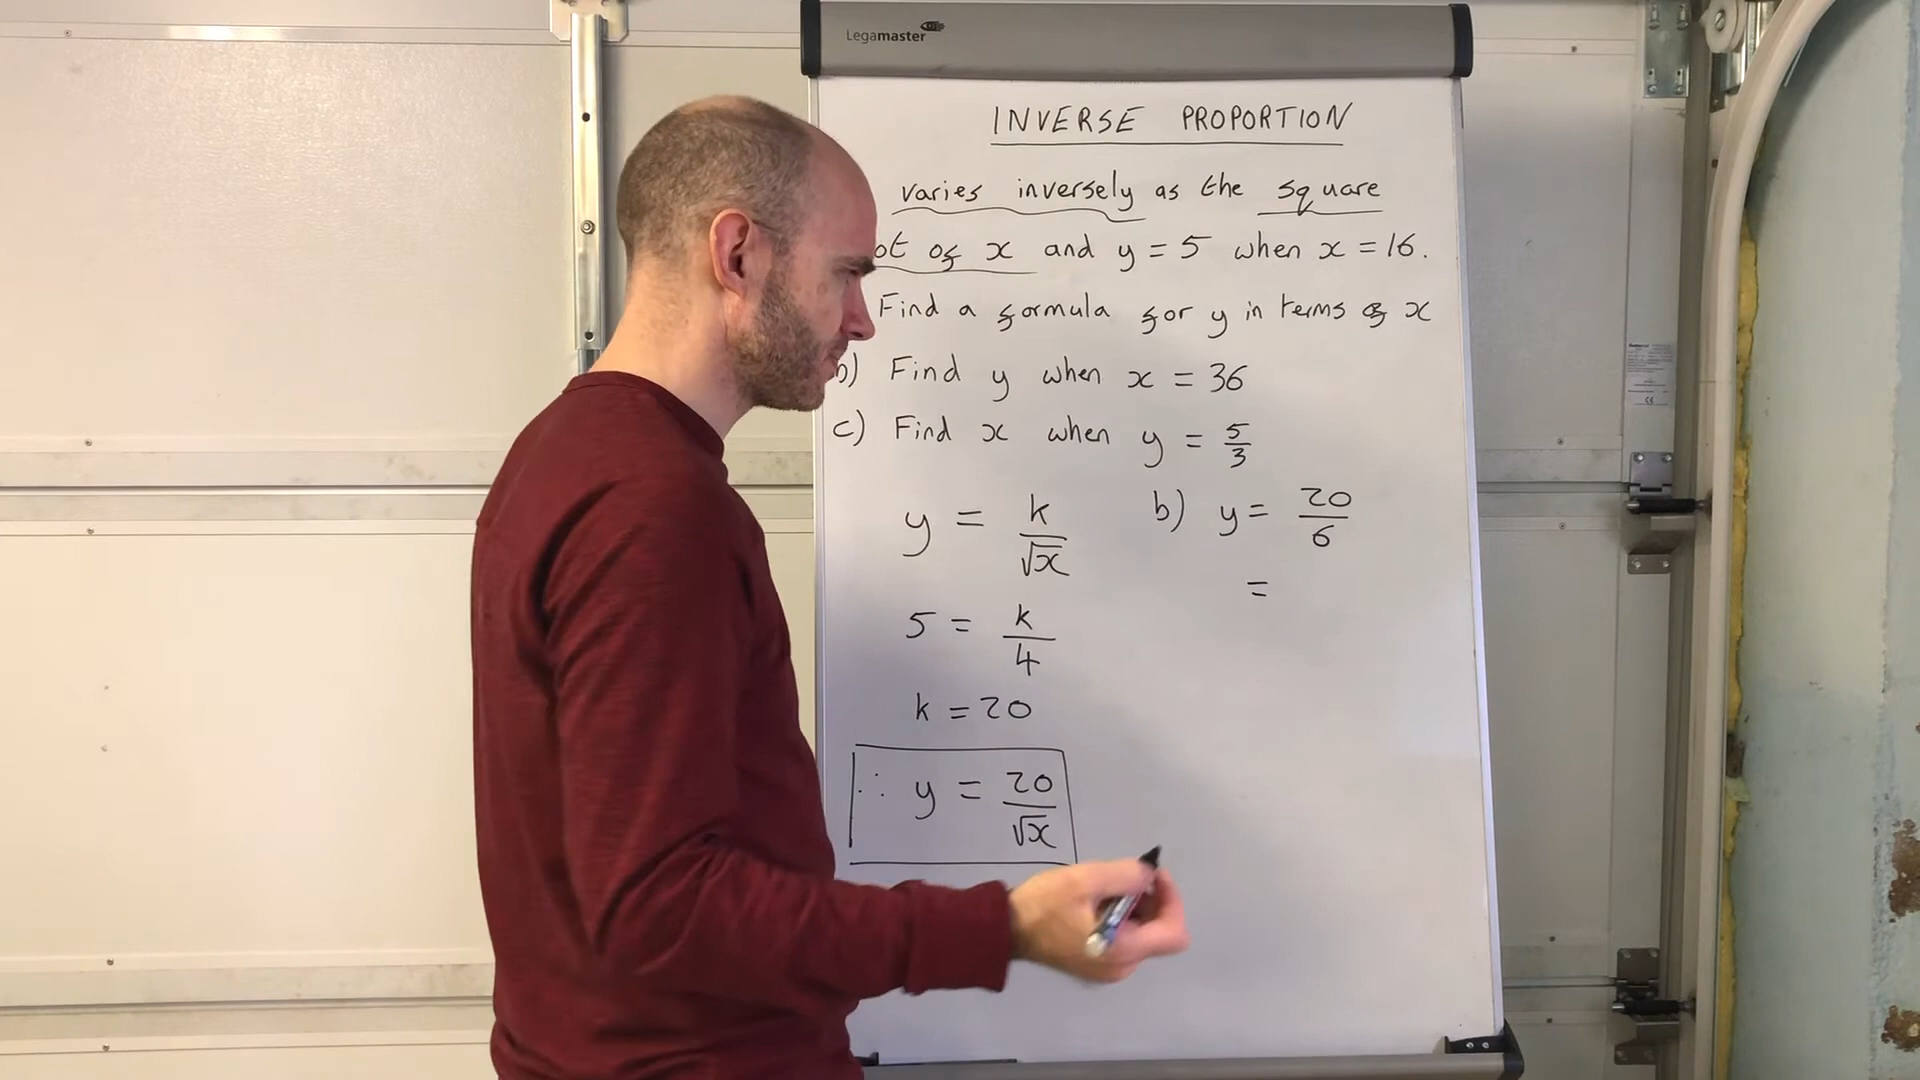 Legamaster
INVERSE PROPORTION
varies inversely as the square
of x and y = 5 when x = 16.
Find a formula for y in terms of x
b) Find y when x = 36
c) Find x when y = 5/3
y = k/√x
5 = k/4
k = 20
∴ y = 20/√x
b) y = 20/6
=